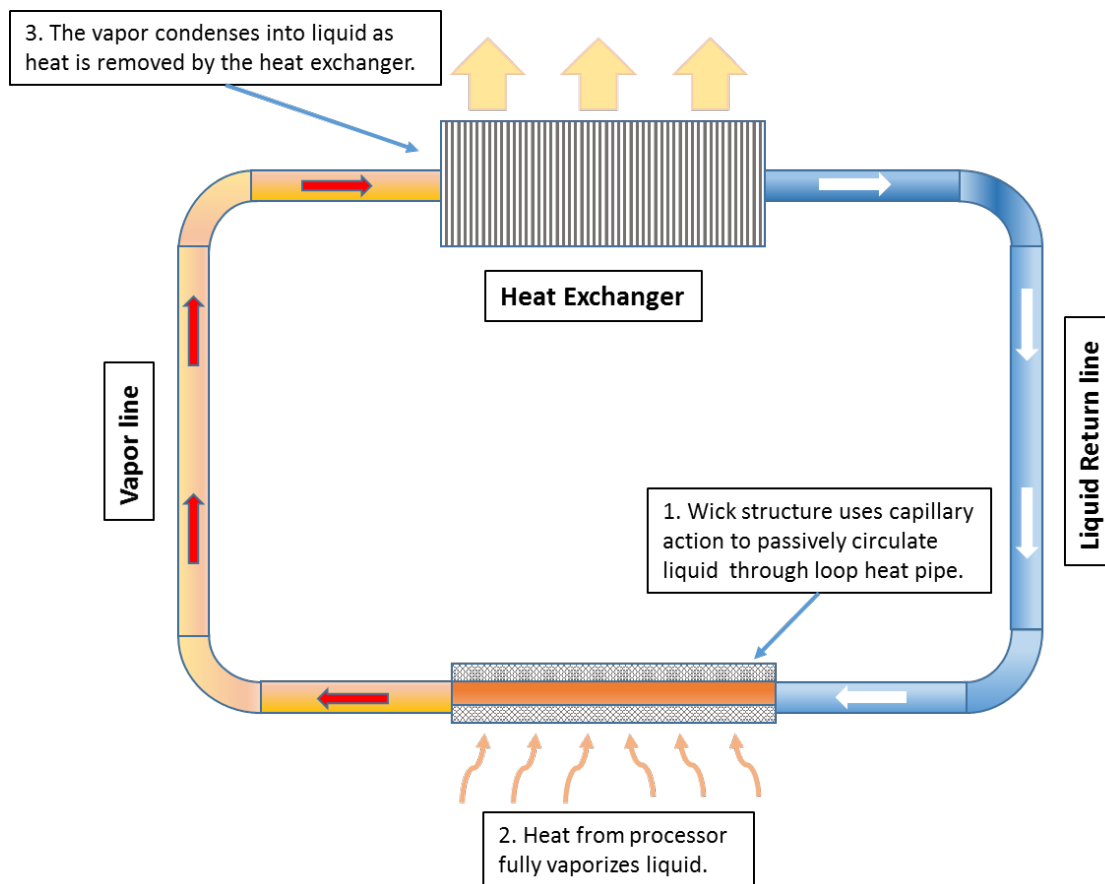 3. The vapor condenses into liquid as
heat is removed by the heat exchanger.
Heat Exchanger
Vapor line
Liquid Return line
1. Wick structure uses capillary
action to passively circulate
liquid through loop heat pipe.
2. Heat from processor
fully vaporizes liquid.